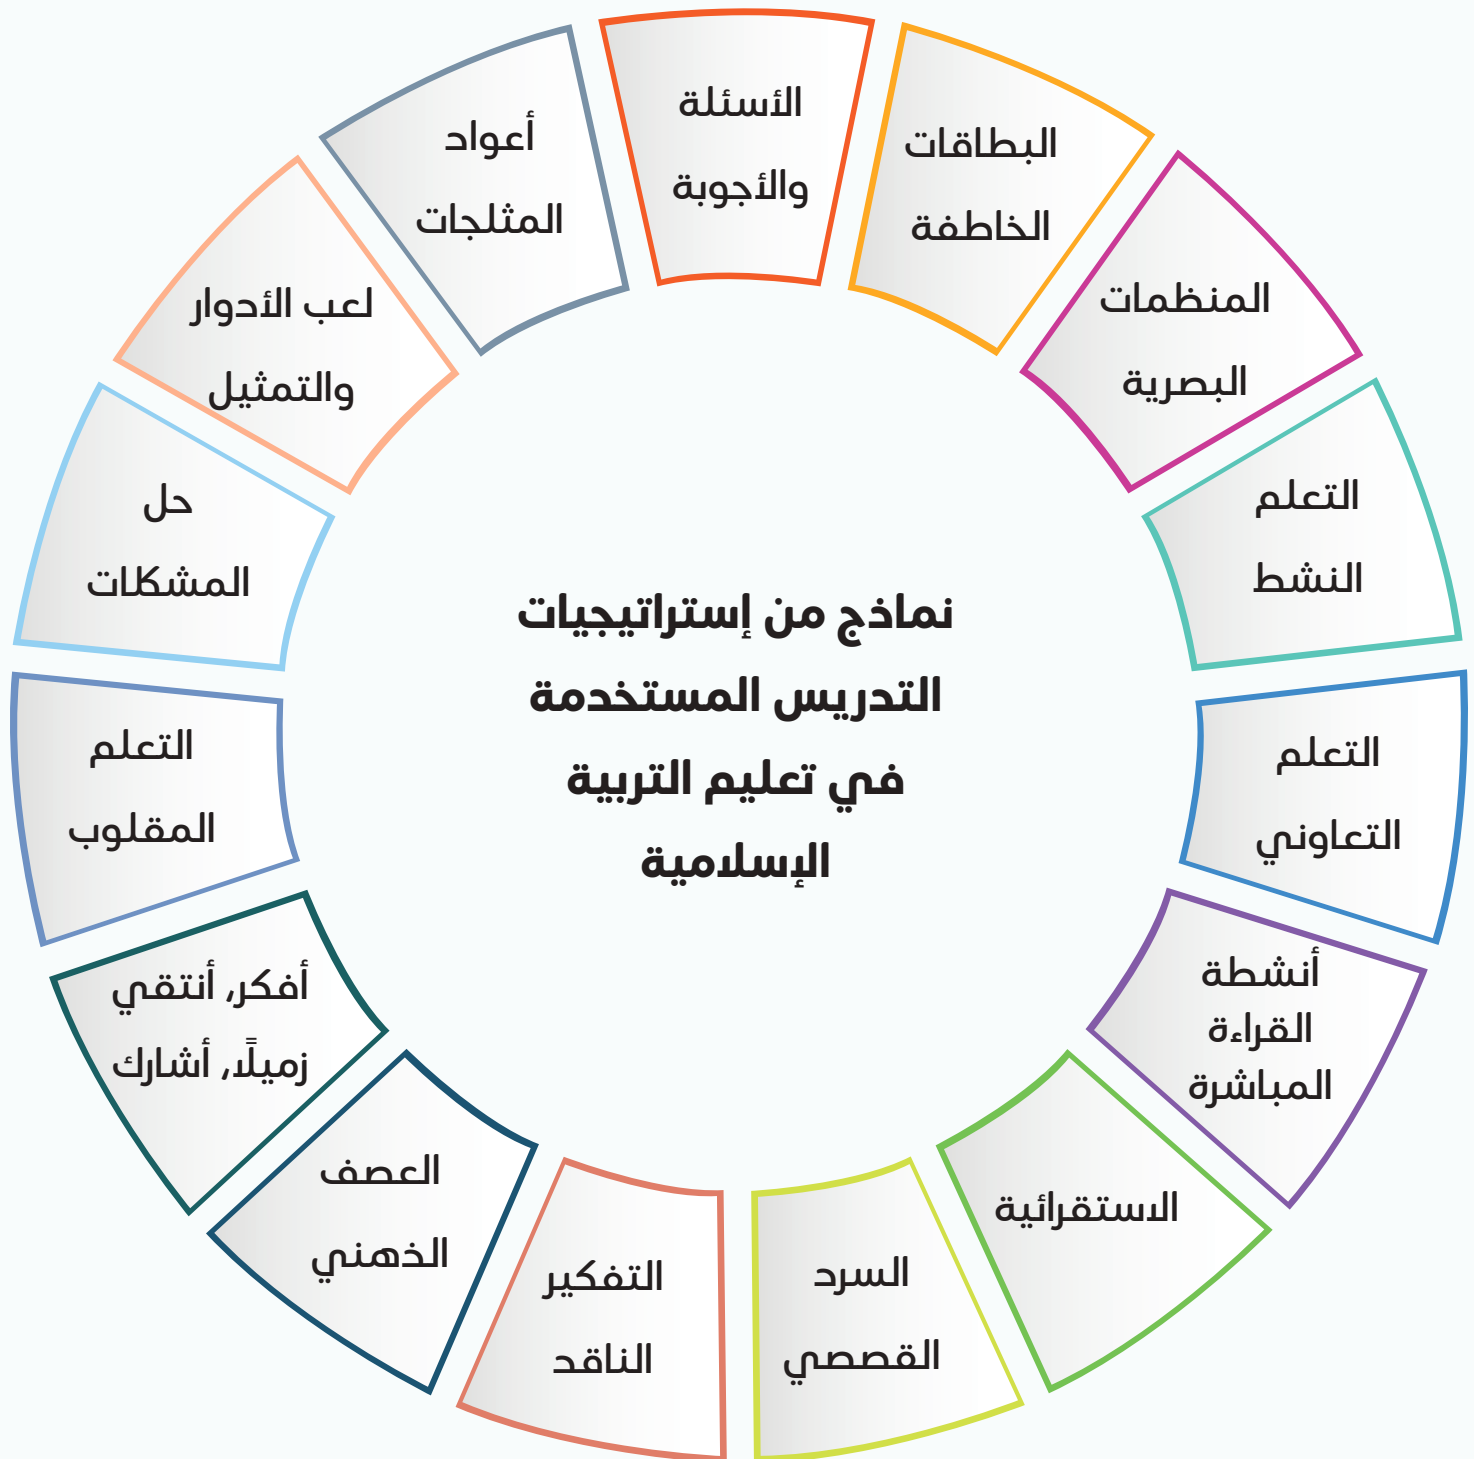 نماذج من إستراتيجيات
التدريس المستخدمة
في تعليم التربية
الإسلامية
الأسئلة
والأجوبة
البطاقات
الخاطفة
المنظمات
البصرية
التعلم
النشط
التعلم
التعاوني
أنشطة
القراءة
المباشرة
الاستقرائية
السرد
القصصي
التفكير
الناقد
العصف
الذهني
أفكر، أنتقي
زميلًا، أشارك
التعلم
المقلوب
حل
المشكلات
لعب الأدوار
والتمثيل
أعواد
المثلجات